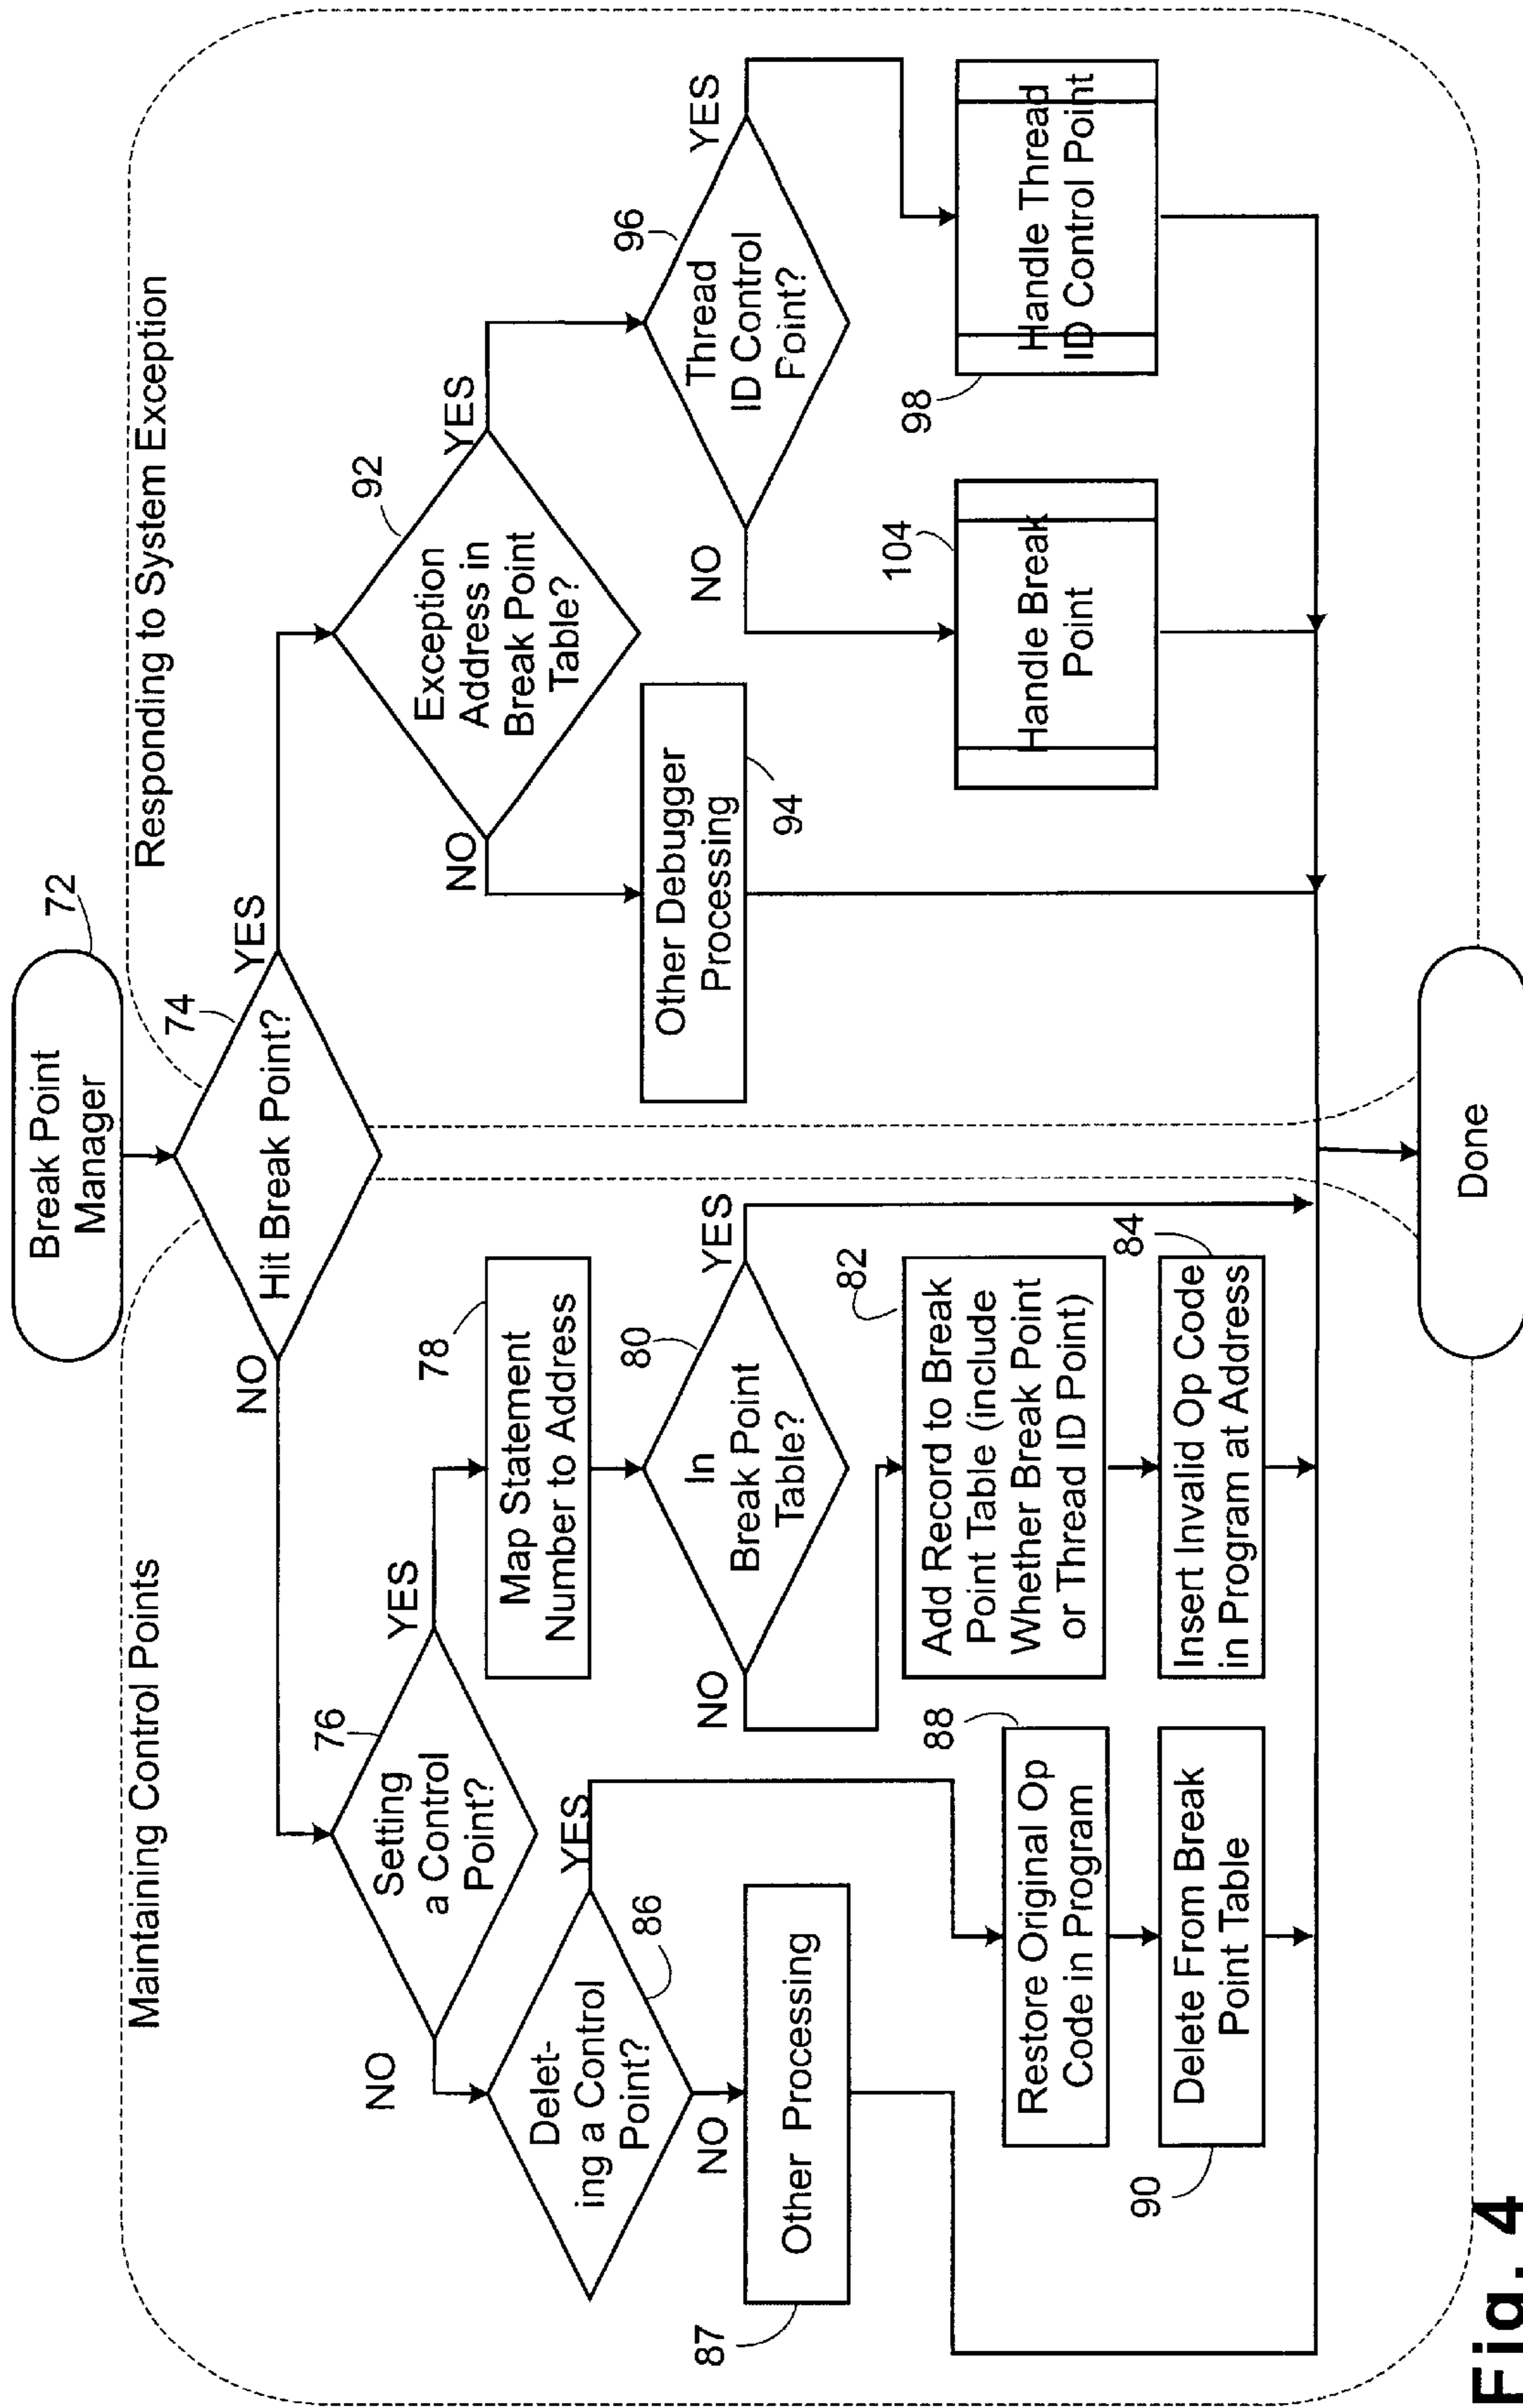 Break Point
Manager
72
Maintaining Control Points
Responding to System Exception
74
Hit Break Point?
NO
YES
76
Setting
a Control
Point?
NO
YES
92
Exception
Address in
Break Point
Table?
NO
YES
Delet-
ing a Control
Point?
86
YES
NO
78
Map Statement
Number to Address
80
In
Break Point
Table?
NO
YES
Other Debugger
Processing
94
96
Thread
ID Control
Point?
NO
YES
Other Processing
87
88
Restore Original Op
Code in Program
90
Delete From Break
Point Table
82
Add Record to Break
Point Table (include
Whether Break Point
or Thread ID Point)
84
Insert Invalid Op Code
in Program at Address
104
Handle Break
Point
98
Handle Thread
ID Control Point
Done
Fig. 4